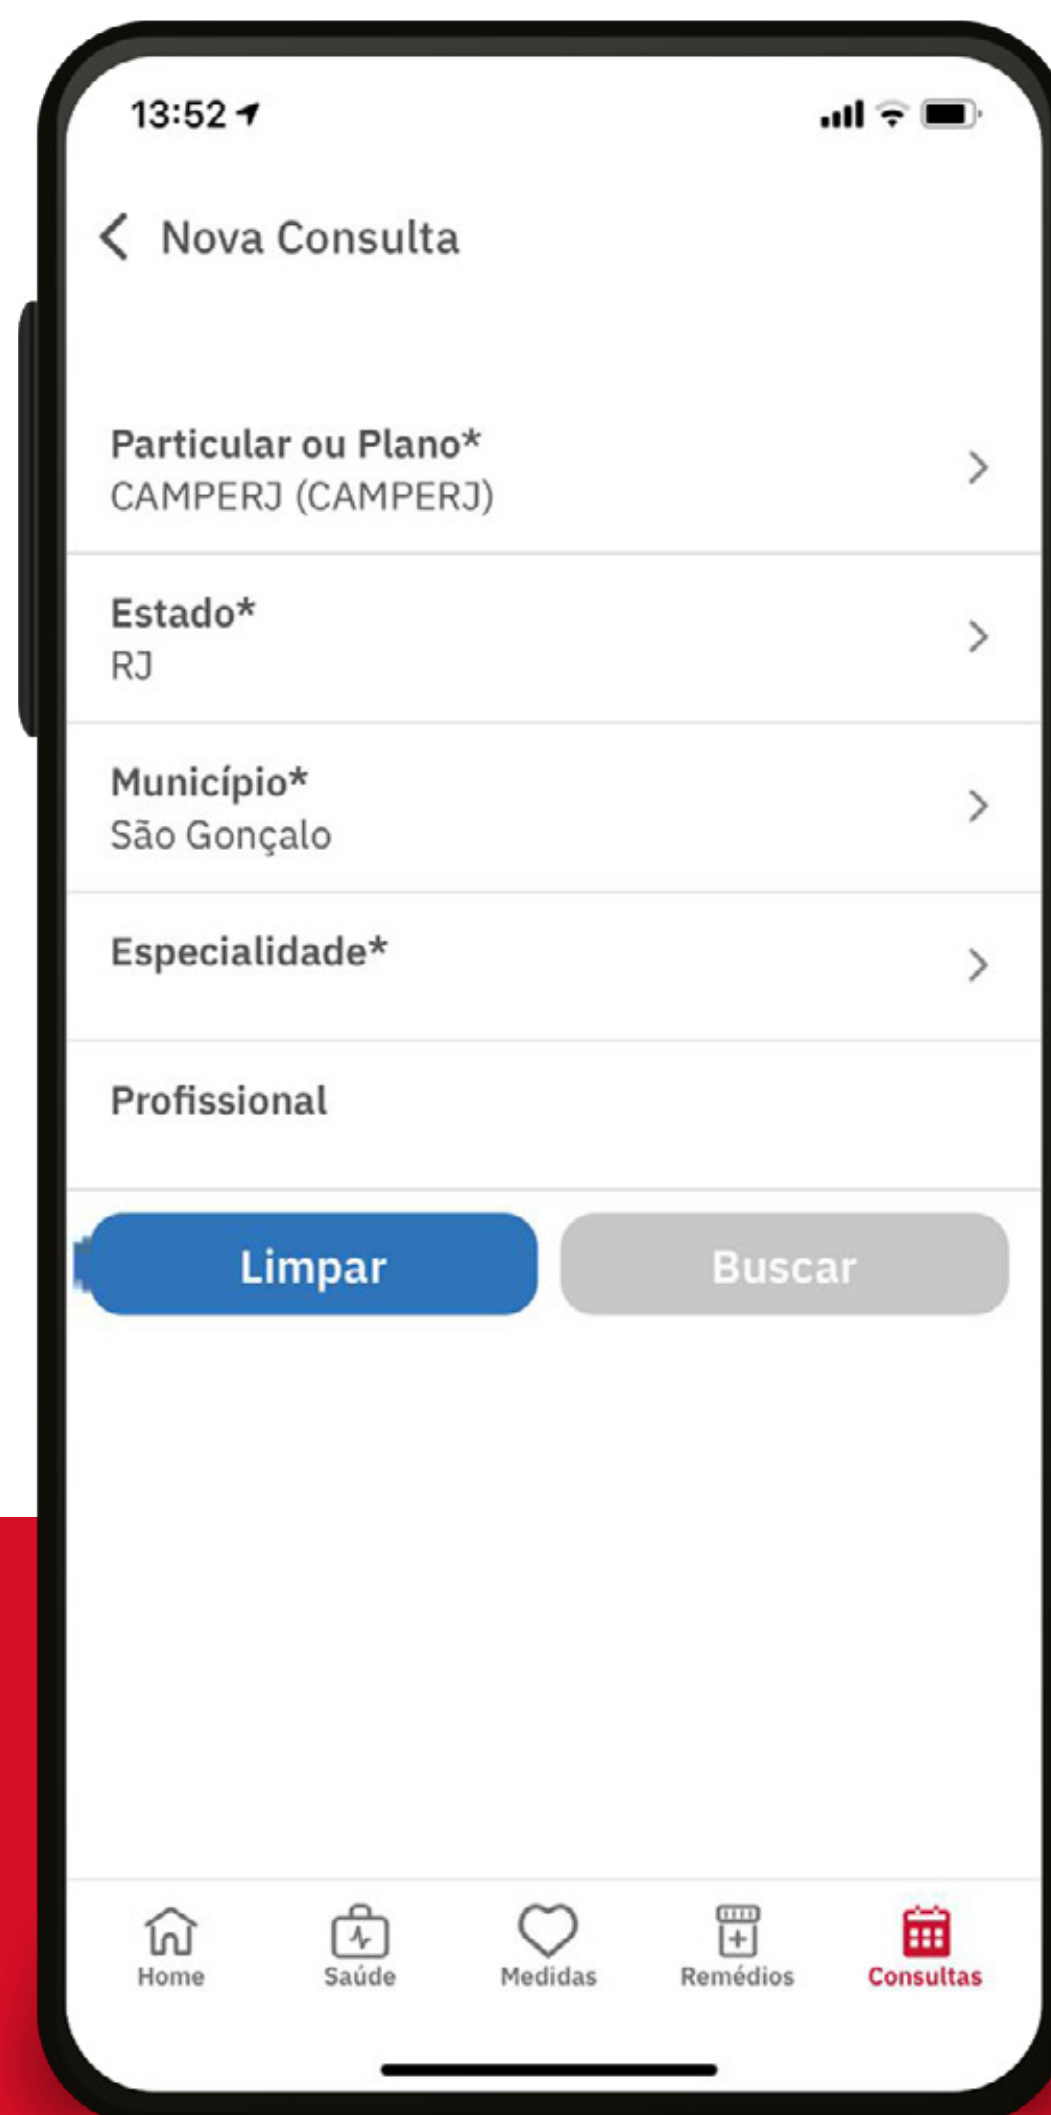 13:52
Nova Consulta
Particular ou Plano*
CAMPERJ (CAMPERJ)
Estado*
RJ
Município*
São Gonçalo
Especialidade*
Profissional
Limpar Buscar
Home Saúde Medidas Remédios Consultas